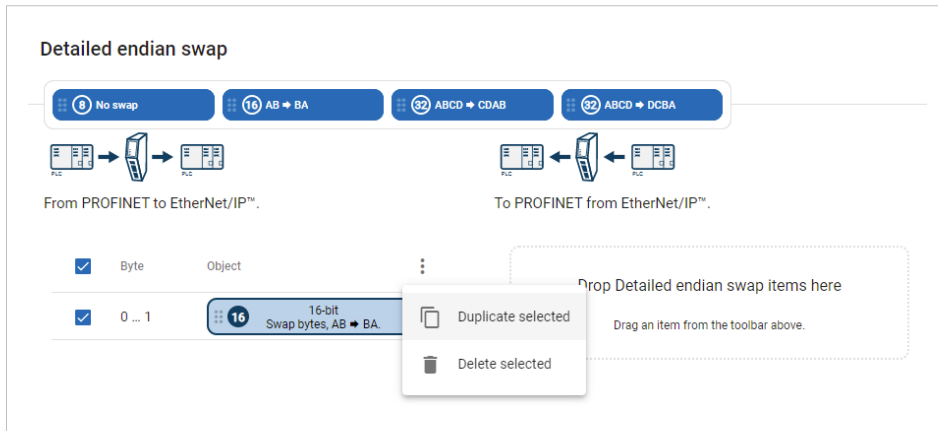 Detailed endian swap
8 No swap
16 AB ➡ BA
32 ABCD ➡ CDAB
32 ABCD ➡ DCBA
PLC
PLC
PLC
PLC
From PROFINET to EtherNet/IP™.
To PROFINET from EtherNet/IP™.
Byte
Object
0 ... 1
16
16-bit
Swap bytes, AB ➡ BA.
Duplicate selected
Delete selected
Drop Detailed endian swap items here
Drag an item from the toolbar above.